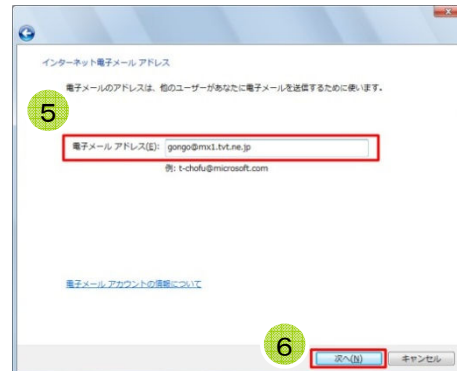 インターネット電子メール アドレス
電子メールのアドレスは、他のユーザーがあなたに電子メールを送信するために使います。
5
電子メール アドレス(E): gongo@mx1.tvt.ne.jp
例: t-chofu@microsoft.com
電子メール アカウントの情報について
6
次へ(N) キャンセル